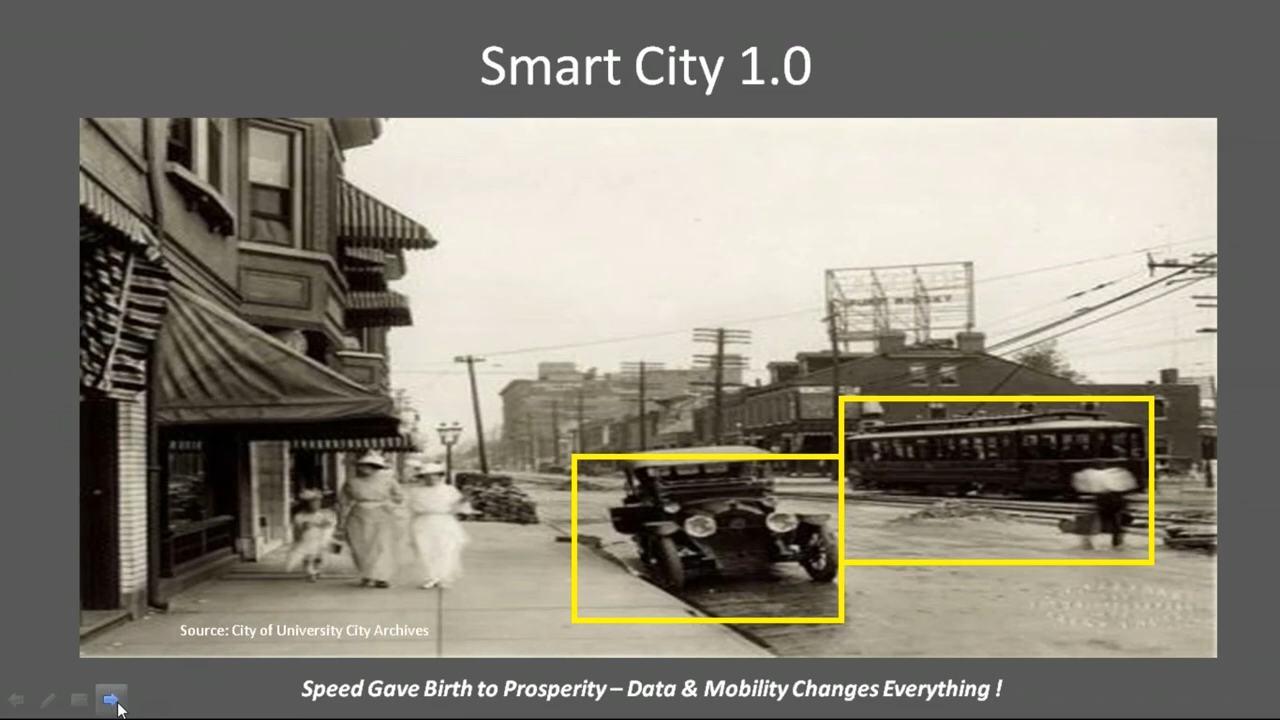 Smart City 1.0
Source: City of University City Archives
Speed Gave Birth to Prosperity – Data & Mobility Changes Everything !